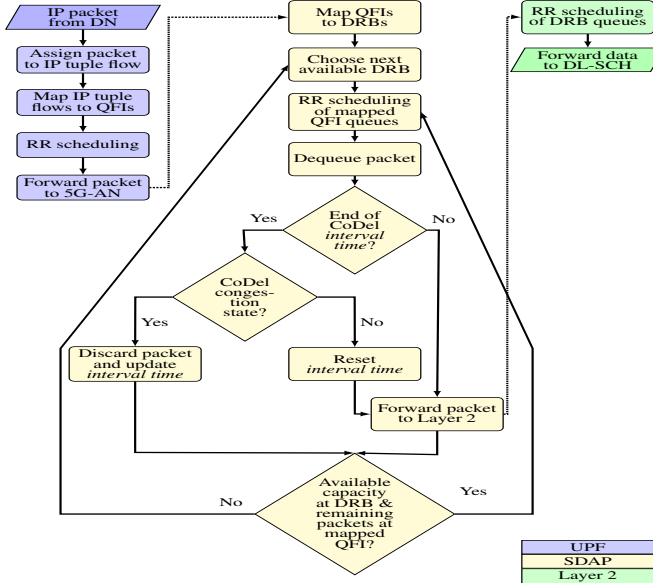 IP packet
from DN
Assign packet
to IP tuple flow
Map IP tuple
flows to QFIs
RR scheduling
Forward packet
to 5G-AN
Map QFIs
to DRBs
Choose next
available DRB
RR scheduling
of mapped
QFI queues
Dequeue packet
End of
CoDel
interval
time?
Yes
No
CoDel
conges-
tion
state?
Yes
No
Discard packet
and update
interval time
Reset
interval time
Forward packet
to Layer 2
Available
capacity
at DRB &
remaining
packets at
mapped
QFI?
No
Yes
RR scheduling
of DRB queues
Forward data
to DL-SCH
UPF
SDAP
Layer 2